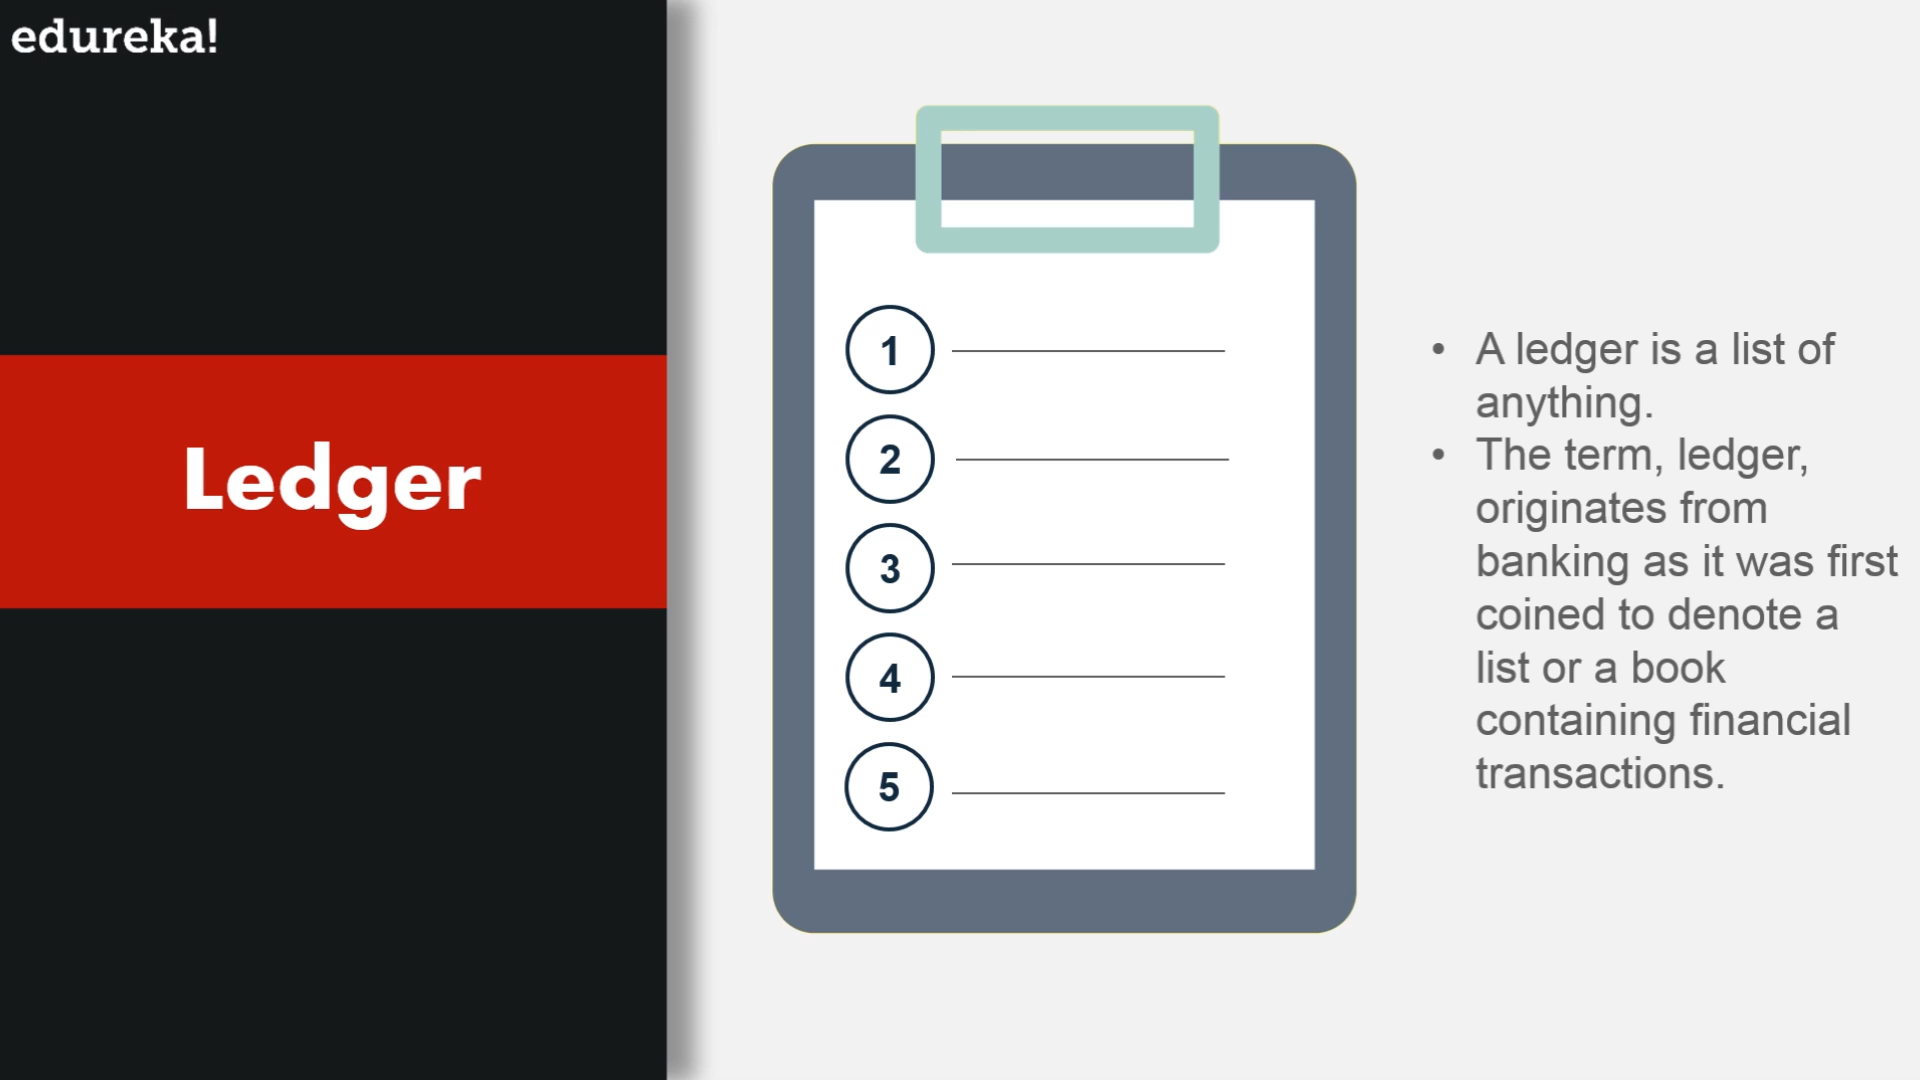 edureka!
Ledger
1
2
3
4
5
• A ledger is a list of
anything.
• The term, ledger,
originates from
banking as it was first
coined to denote a
list or a book
containing financial
transactions.